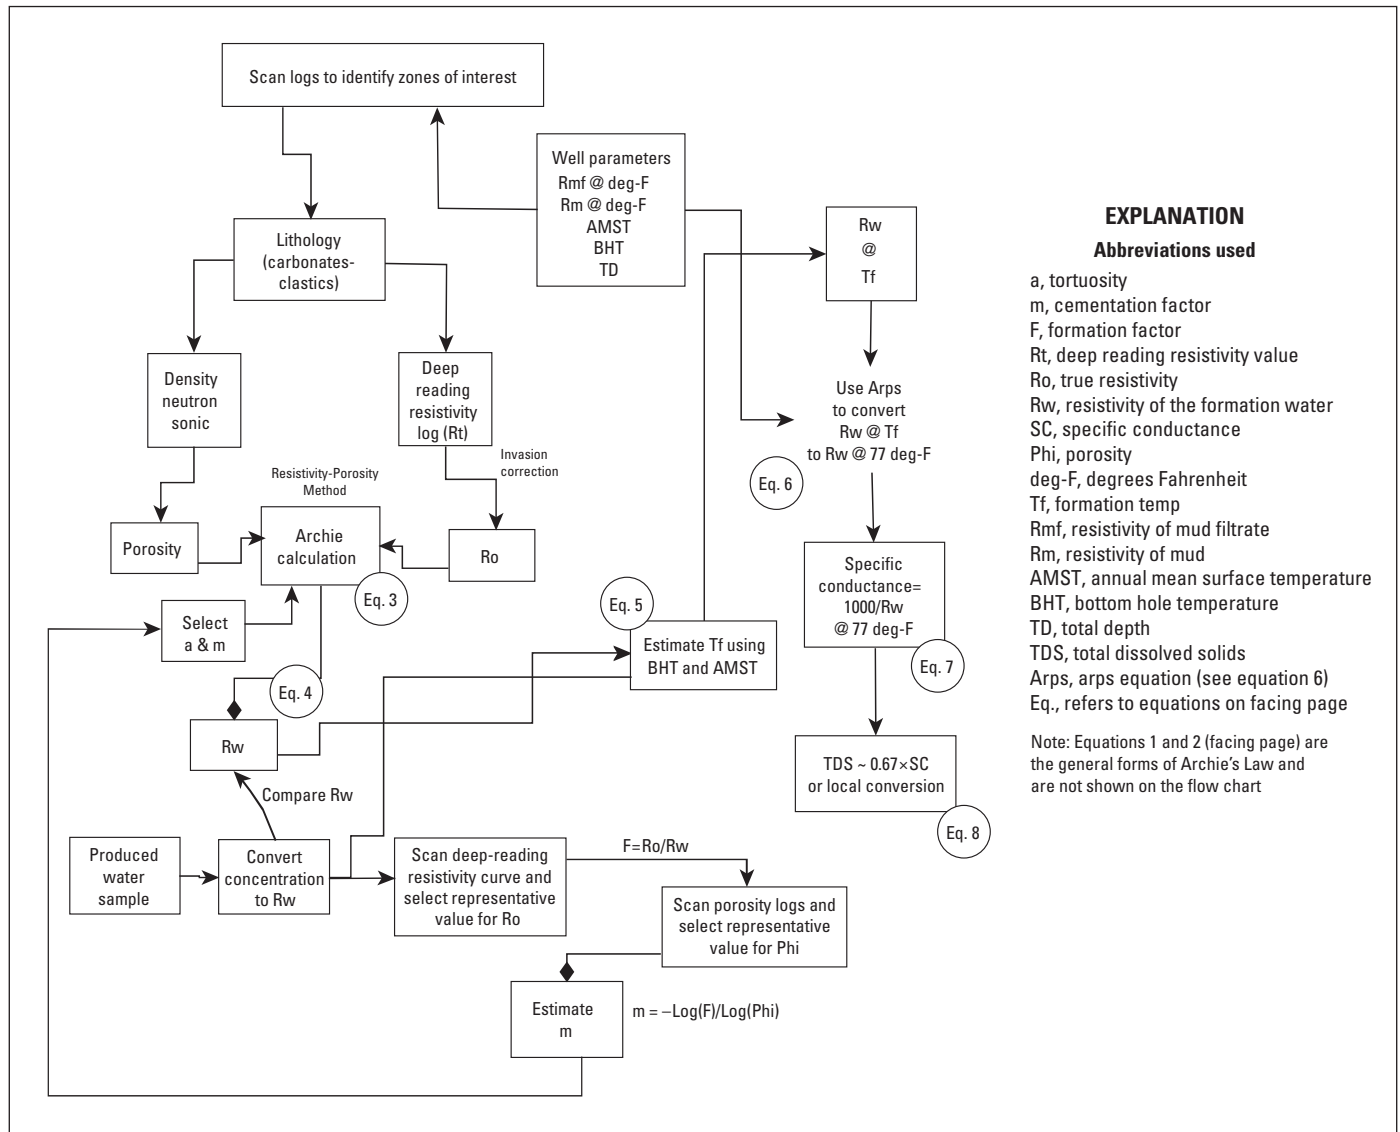 Scan logs to identify zones of interest
Well parameters
Rmf @ deg-F
Rm @ deg-F
AMST
BHT
TD
Lithology
(carbonates-
clastics)
Rw
@
Tf
Density
neutron
sonic
Deep
reading
resistivity
log (Rt)
Invasion
correction
Use Arps
to convert
Rw @ Tf
to Rw @ 77 deg-F
Eq. 6
Resistivity-Porosity
Method
Porosity
Archie
calculation
Ro
Eq. 3
Select
a & m
Specific
conductance=
1000/Rw
@ 77 deg-F
Eq. 7
Eq. 5
Estimate Tf using
BHT and AMST
Eq. 4
Rw
Compare Rw
TDS ~ 0.67×SC
or local conversion
Eq. 8
Produced
water
sample
Convert
concentration
to Rw
Scan deep-reading
resistivity curve and
select representative
value for Ro
F=Ro/Rw
Scan porosity logs and
select representative
value for Phi
Estimate
m
m = –Log(F)/Log(Phi)
EXPLANATION
Abbreviations used
a, tortuosity
m, cementation factor
F, formation factor
Rt, deep reading resistivity value
Ro, true resistivity
Rw, resistivity of the formation water
SC, specific conductance
Phi, porosity
deg-F, degrees Fahrenheit
Tf, formation temp
Rmf, resistivity of mud filtrate
Rm, resistivity of mud
AMST, annual mean surface temperature
BHT, bottom hole temperature
TD, total depth
TDS, total dissolved solids
Arps, arps equation (see equation 6)
Eq., refers to equations on facing page
Note: Equations 1 and 2 (facing page) are
the general forms of Archie's Law and
are not shown on the flow chart